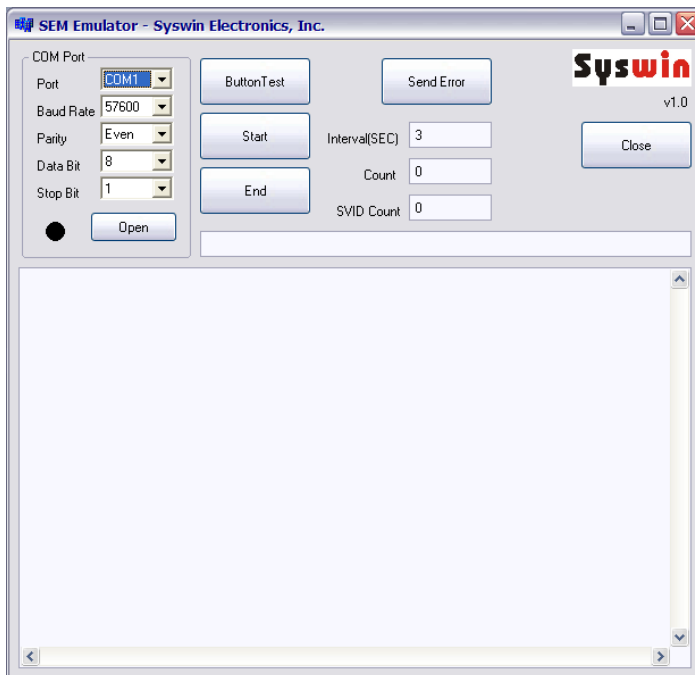 SEM Emulator - Syswin Electronics, Inc.
COM Port
Port COM1
Baud Rate 57600
Parity Even
Data Bit 8
Stop Bit 1
Open
ButtonTest
Start
End
Send Error
Interval(SEC) 3
Count 0
SVID Count 0
Syswin
v1.0
Close